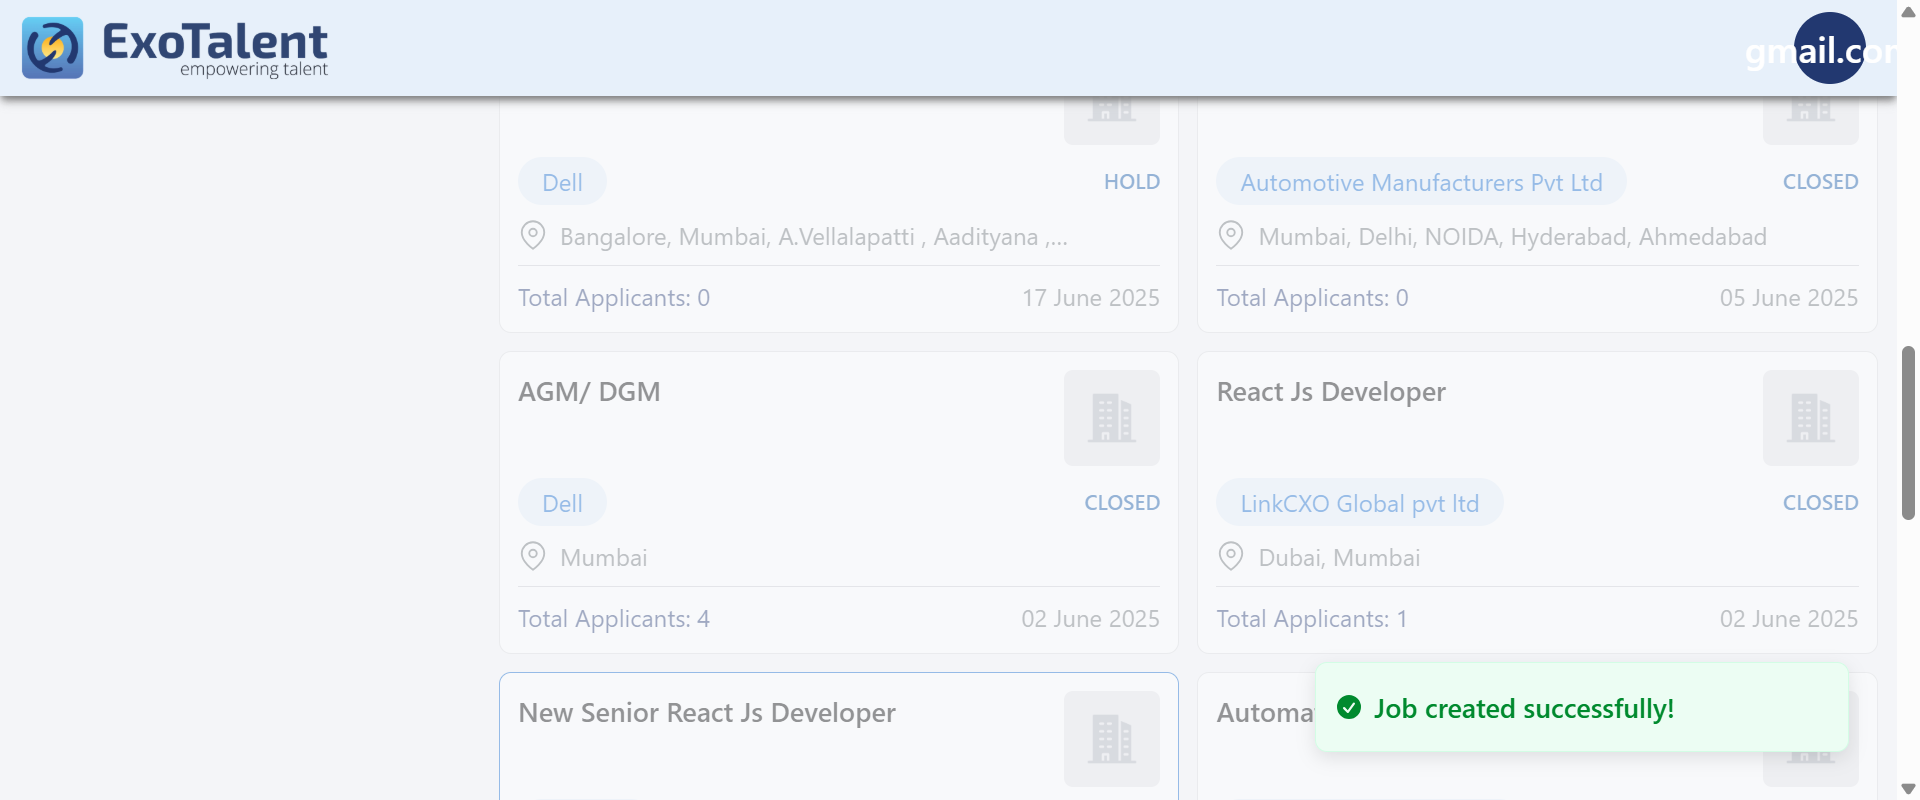 ExoTalent
empowering talent
gmail.co
Dell
HOLD
Bangalore, Mumbai, A.Vellalapatti , Aadityana ,...
Total Applicants: 0
17 June 2025
Automotive Manufacturers Pvt Ltd
CLOSED
Mumbai, Delhi, NOIDA, Hyderabad, Ahmedabad
Total Applicants: 0
05 June 2025
AGM/ DGM
Dell
CLOSED
Mumbai
Total Applicants: 4
02 June 2025
React Js Developer
LinkCXO Global pvt ltd
CLOSED
Dubai, Mumbai
Total Applicants: 1
02 June 2025
New Senior React Js Developer
Automa
Job created successfully!